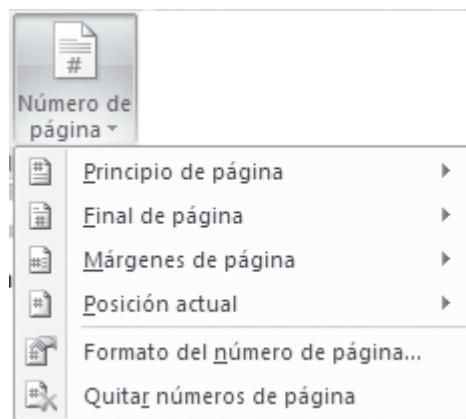 Número de
página
Principio de página
Final de página
Márgenes de página
Posición actual
Formato del número de página...
Quitar números de página